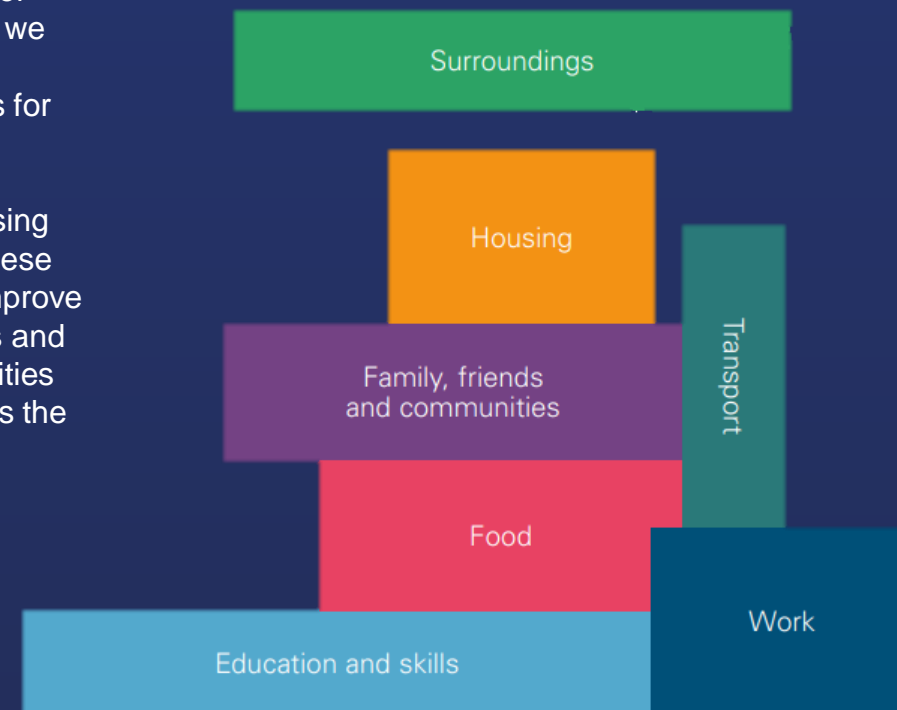 we
s for
sing
nese
nprove
s and
ities
s the
Surroundings
Housing
Transport
Family, friends
and communities
Food
Work
Education and skills